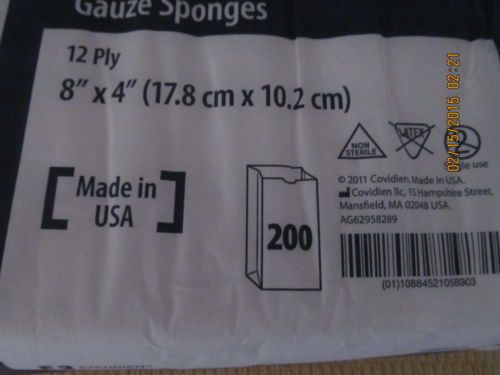 Gauze Sponges
12 Ply
8" x 4" (17.8 cm x 10.2 cm)
NON
STERILE
LATEX
use
02/15/2015 02:21
Made in
USA
200
© 2011 Covidien. Made in USA.
Covidien llc, 15 Hampshire Street,
Mansfield, MA 02048 USA.
AG62958289
(01)10884521058903
COVIDIEN